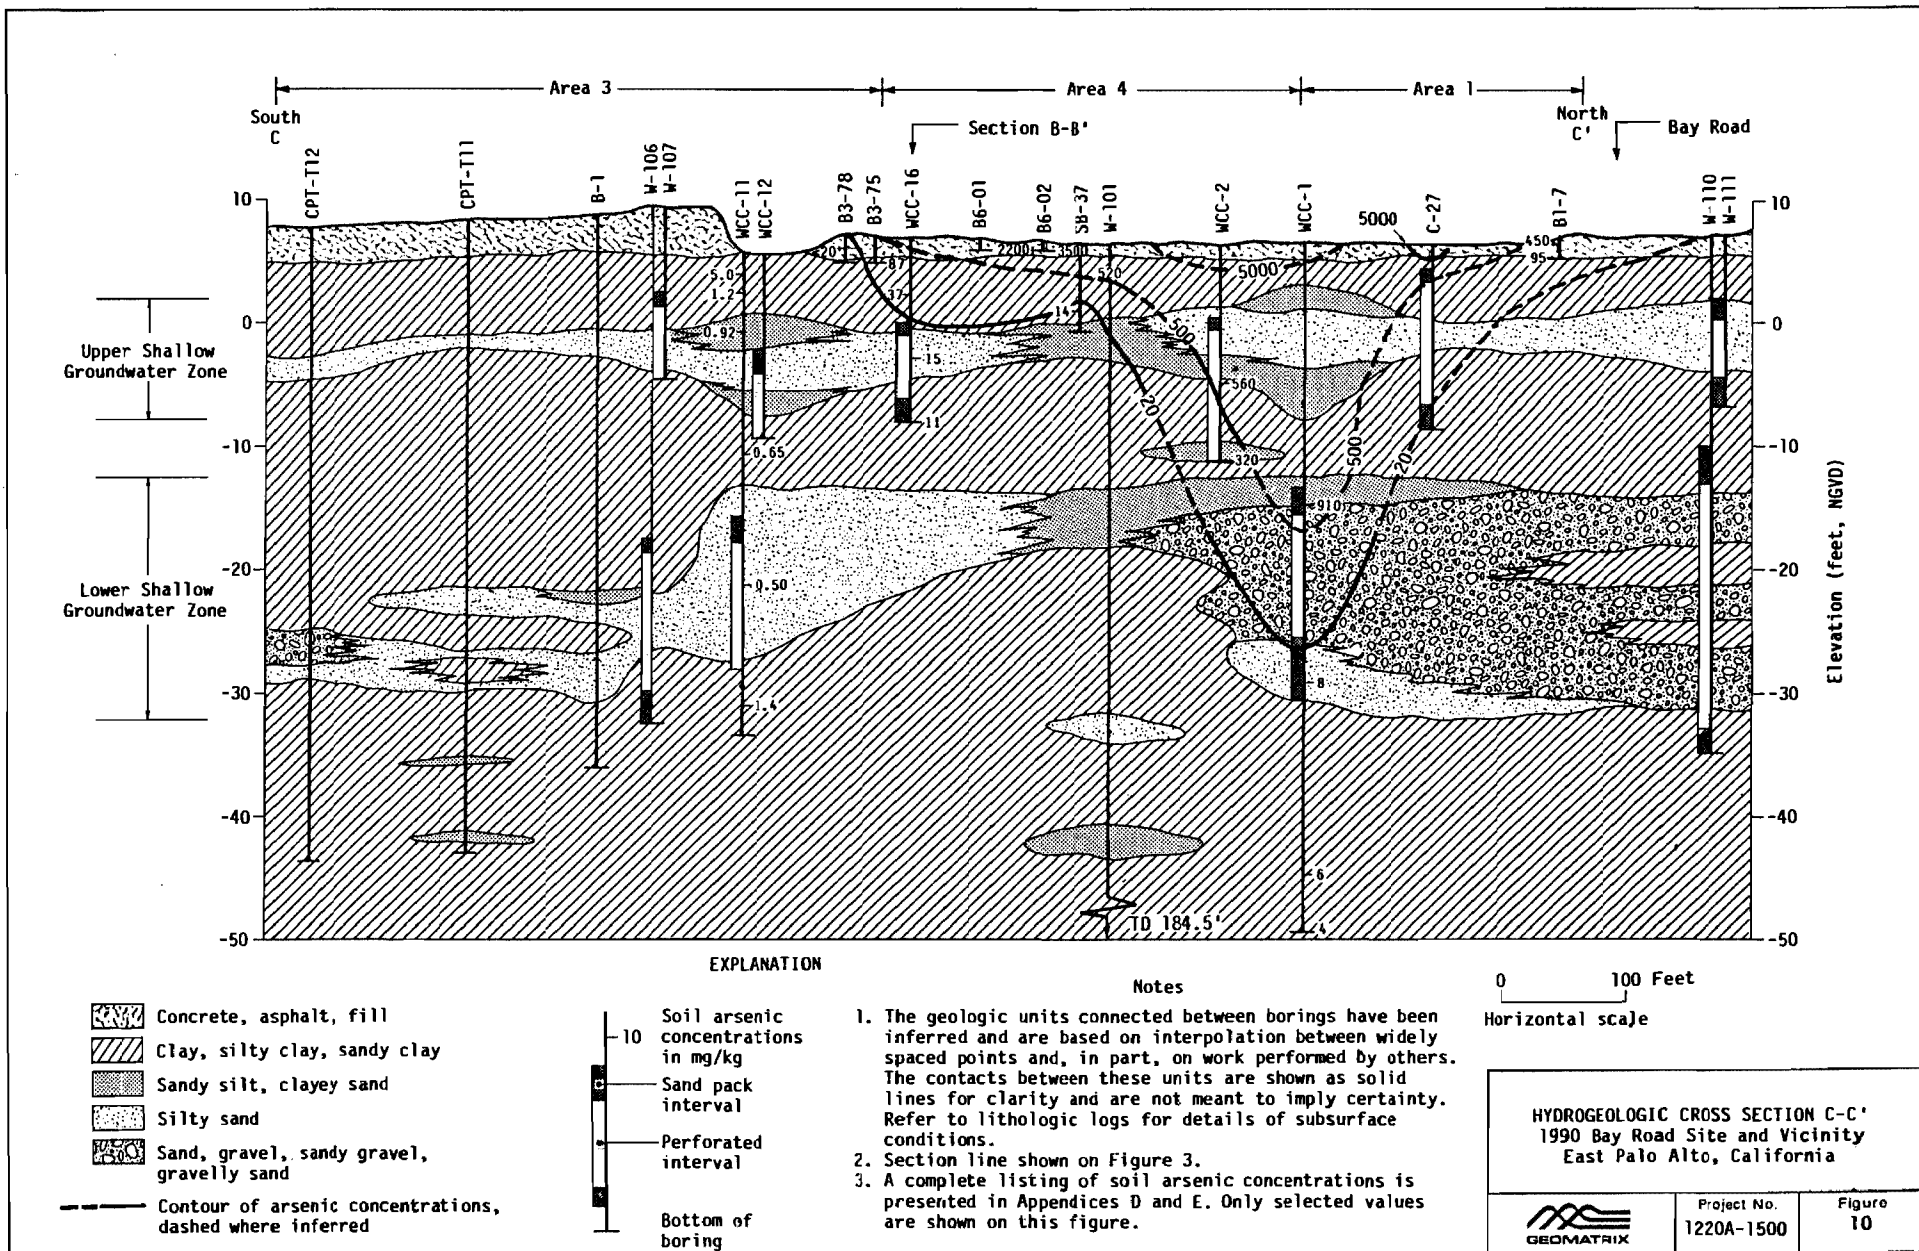 Area 3
Area 4
Area 1
South
C
Section B-B'
North
C'
Bay Road
CPT-T12
CPT-T11
B-1
W-106
W-107
WCC-11
WCC-12
B3-78
B3-75
WCC-16
B6-01
B6-02
SB-37
W-101
WCC-2
WCC-1
C-27
B1-7
W-110
W-111
10
0
-10
-20
-30
-40
-50
10
0
-10
-20
-30
-40
-50
Elevation (feet, NGVD)
Upper Shallow
Groundwater Zone
Lower Shallow
Groundwater Zone
5.0
1.2
0.92
0.65
0.50
1.4
20
87
37
15
11
2200
3500
520
14
500
20
560
320
5000
5000
910
500
20
8
6
4
450
95
TD 184.5'
EXPLANATION
Concrete, asphalt, fill
Clay, silty clay, sandy clay
Sandy silt, clayey sand
Silty sand
Sand, gravel, sandy gravel,
gravelly sand
Contour of arsenic concentrations,
dashed where inferred
10
Soil arsenic
concentrations
in mg/kg
Sand pack
interval
Perforated
interval
Bottom of
boring
Notes
1. The geologic units connected between borings have been
inferred and are based on interpolation between widely
spaced points and, in part, on work performed by others.
The contacts between these units are shown as solid
lines for clarity and are not meant to imply certainty.
Refer to lithologic logs for details of subsurface
conditions.
2. Section line shown on Figure 3.
3. A complete listing of soil arsenic concentrations is
presented in Appendices D and E. Only selected values
are shown on this figure.
0 100 Feet
Horizontal scale
HYDROGEOLOGIC CROSS SECTION C-C'
1990 Bay Road Site and Vicinity
East Palo Alto, California
GEOMATRIX
Project No.
1220A-1500
Figure
10